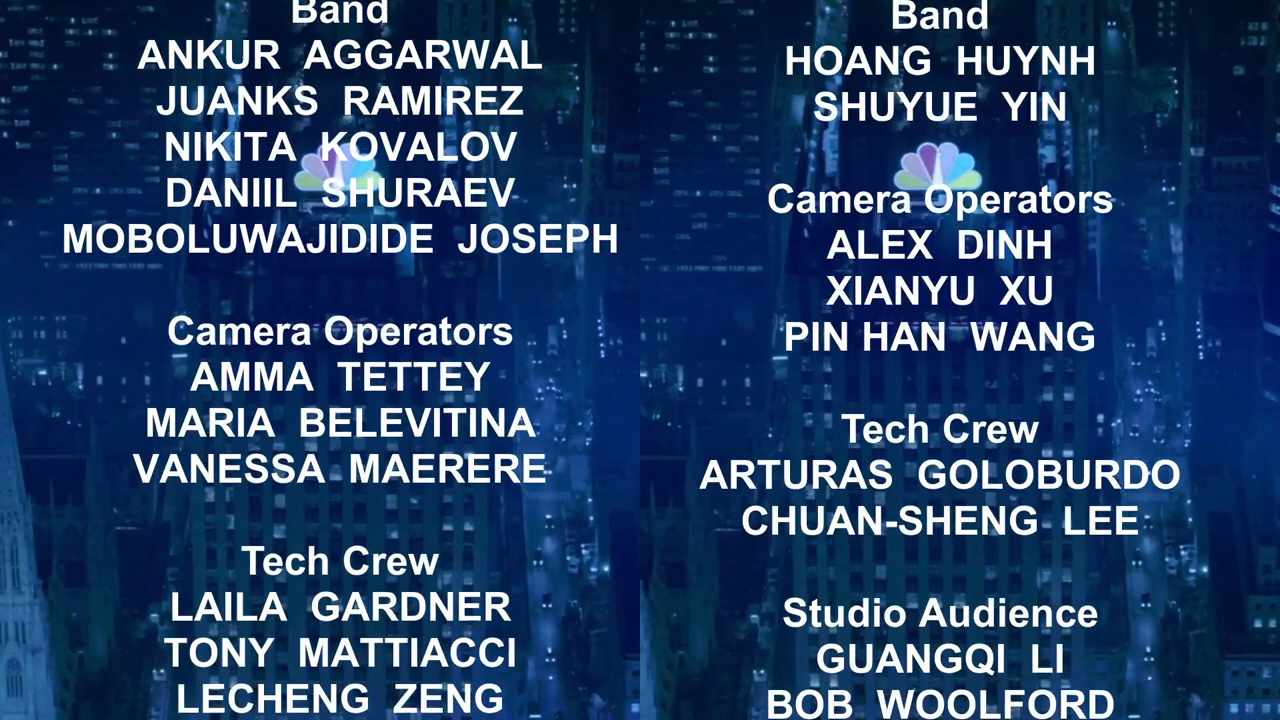 Band
ANKUR AGGARWAL
JUANKS RAMIREZ
NIKITA KOVALOV
DANIIL SHURAEV
MOBOLUWAJIDIDE JOSEPH
Camera Operators
AMMA TETTEY
MARIA BELEVITINA
VANESSA MAERERE
Tech Crew
LAILA GARDNER
TONY MATTIACCI
LECHENG ZENG
Band
HOANG HUYNH
SHUYUE YIN
Camera Operators
ALEX DINH
XIANYU XU
PIN HAN WANG
Tech Crew
ARTURAS GOLOBURDO
CHUAN-SHENG LEE
Studio Audience
GUANGQI LI
BOB WOOLFORD